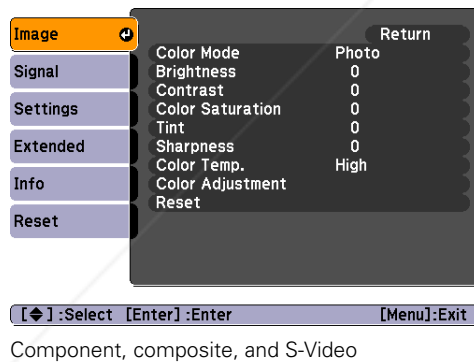 Image
Signal
Settings
Extended
Info
Reset
Return
Color Mode Photo
Brightness 0
Contrast 0
Color Saturation 0
Tint 0
Sharpness 0
Color Temp. High
Color Adjustment
Reset
[◆] :Select [Enter] :Enter [Menu]:Exit
Component, composite, and S-Video